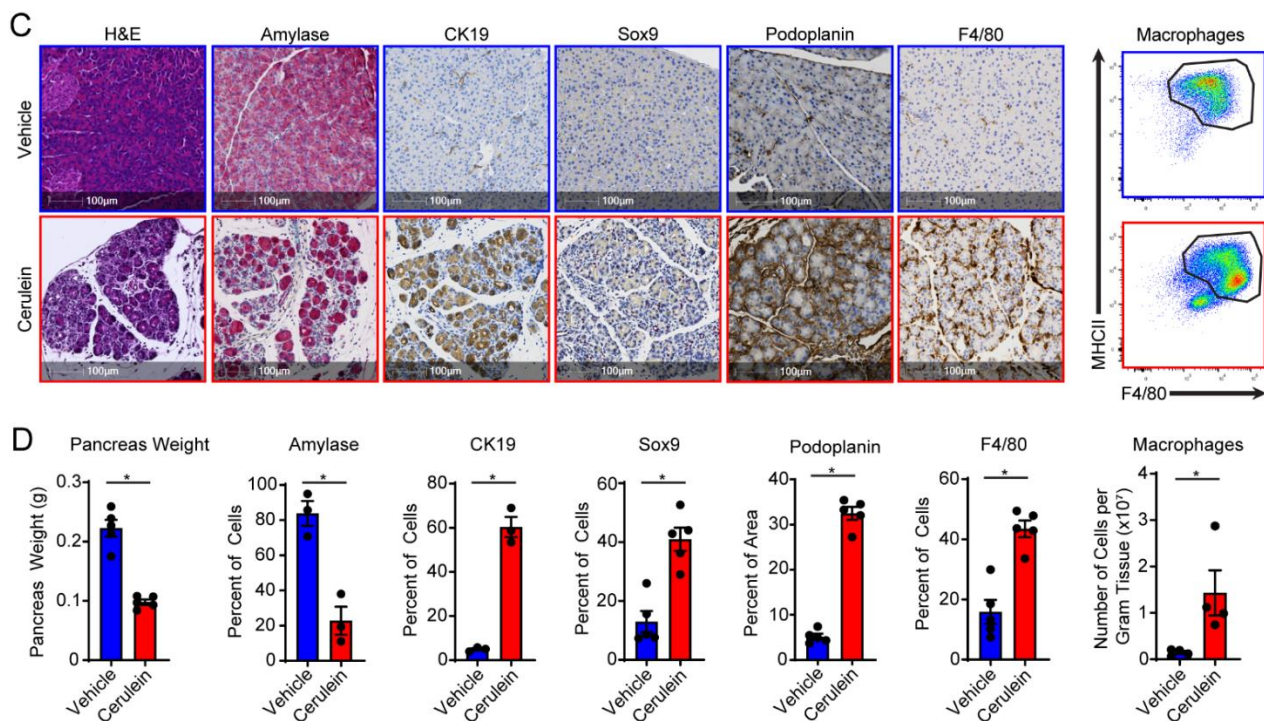 C
H&E Amylase CK19 Sox9 Podoplanin F4/80 Macrophages
Vehicle
100µm 100µm 100µm 100µm 100µm 100µm
Cerulein
100µm 100µm 100µm 100µm 100µm 100µm
MHCII
F4/80
D
Pancreas Weight
Pancreas Weight (g)
0.3
0.2
0.1
0
*
Vehicle
Cerulein
Amylase
Percent of Cells
100
80
60
40
20
0
*
Vehicle
Cerulein
CK19
Percent of Cells
80
60
40
20
0
*
Vehicle
Cerulein
Sox9
Percent of Cells
60
40
20
0
*
Vehicle
Cerulein
Podoplanin
Percent of Area
40
30
20
10
0
*
Vehicle
Cerulein
F4/80
Percent of Cells
60
40
20
0
*
Vehicle
Cerulein
Macrophages
Number of Cells per
Gram Tissue (x10⁷)
4
3
2
1
0
*
Vehicle
Cerulein